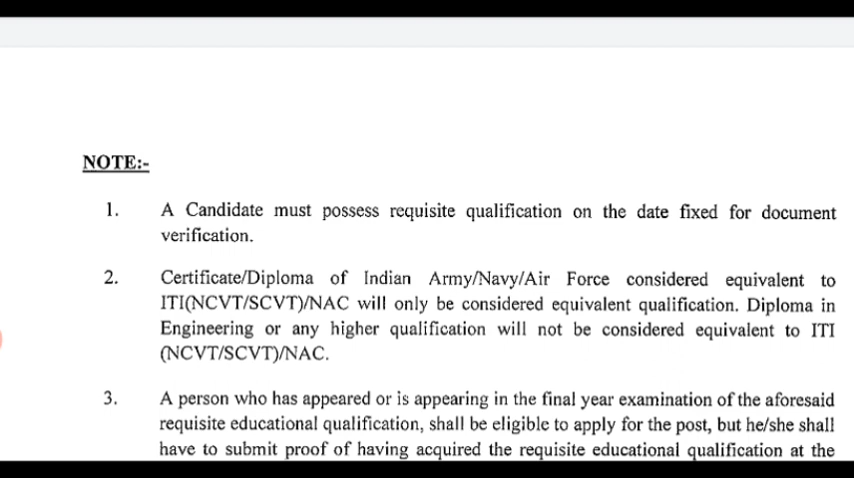 NOTE:-
1. A Candidate must possess requisite qualification on the date fixed for document
verification.
2. Certificate/Diploma of Indian Army/Navy/Air Force considered equivalent to
ITI(NCVT/SCVT)/NAC will only be considered equivalent qualification. Diploma in
Engineering or any higher qualification will not be considered equivalent to ITI
(NCVT/SCVT)/NAC.
3. A person who has appeared or is appearing in the final year examination of the aforesaid
requisite educational qualification, shall be eligible to apply for the post, but he/she shall
have to submit proof of having acquired the requisite educational qualification at the